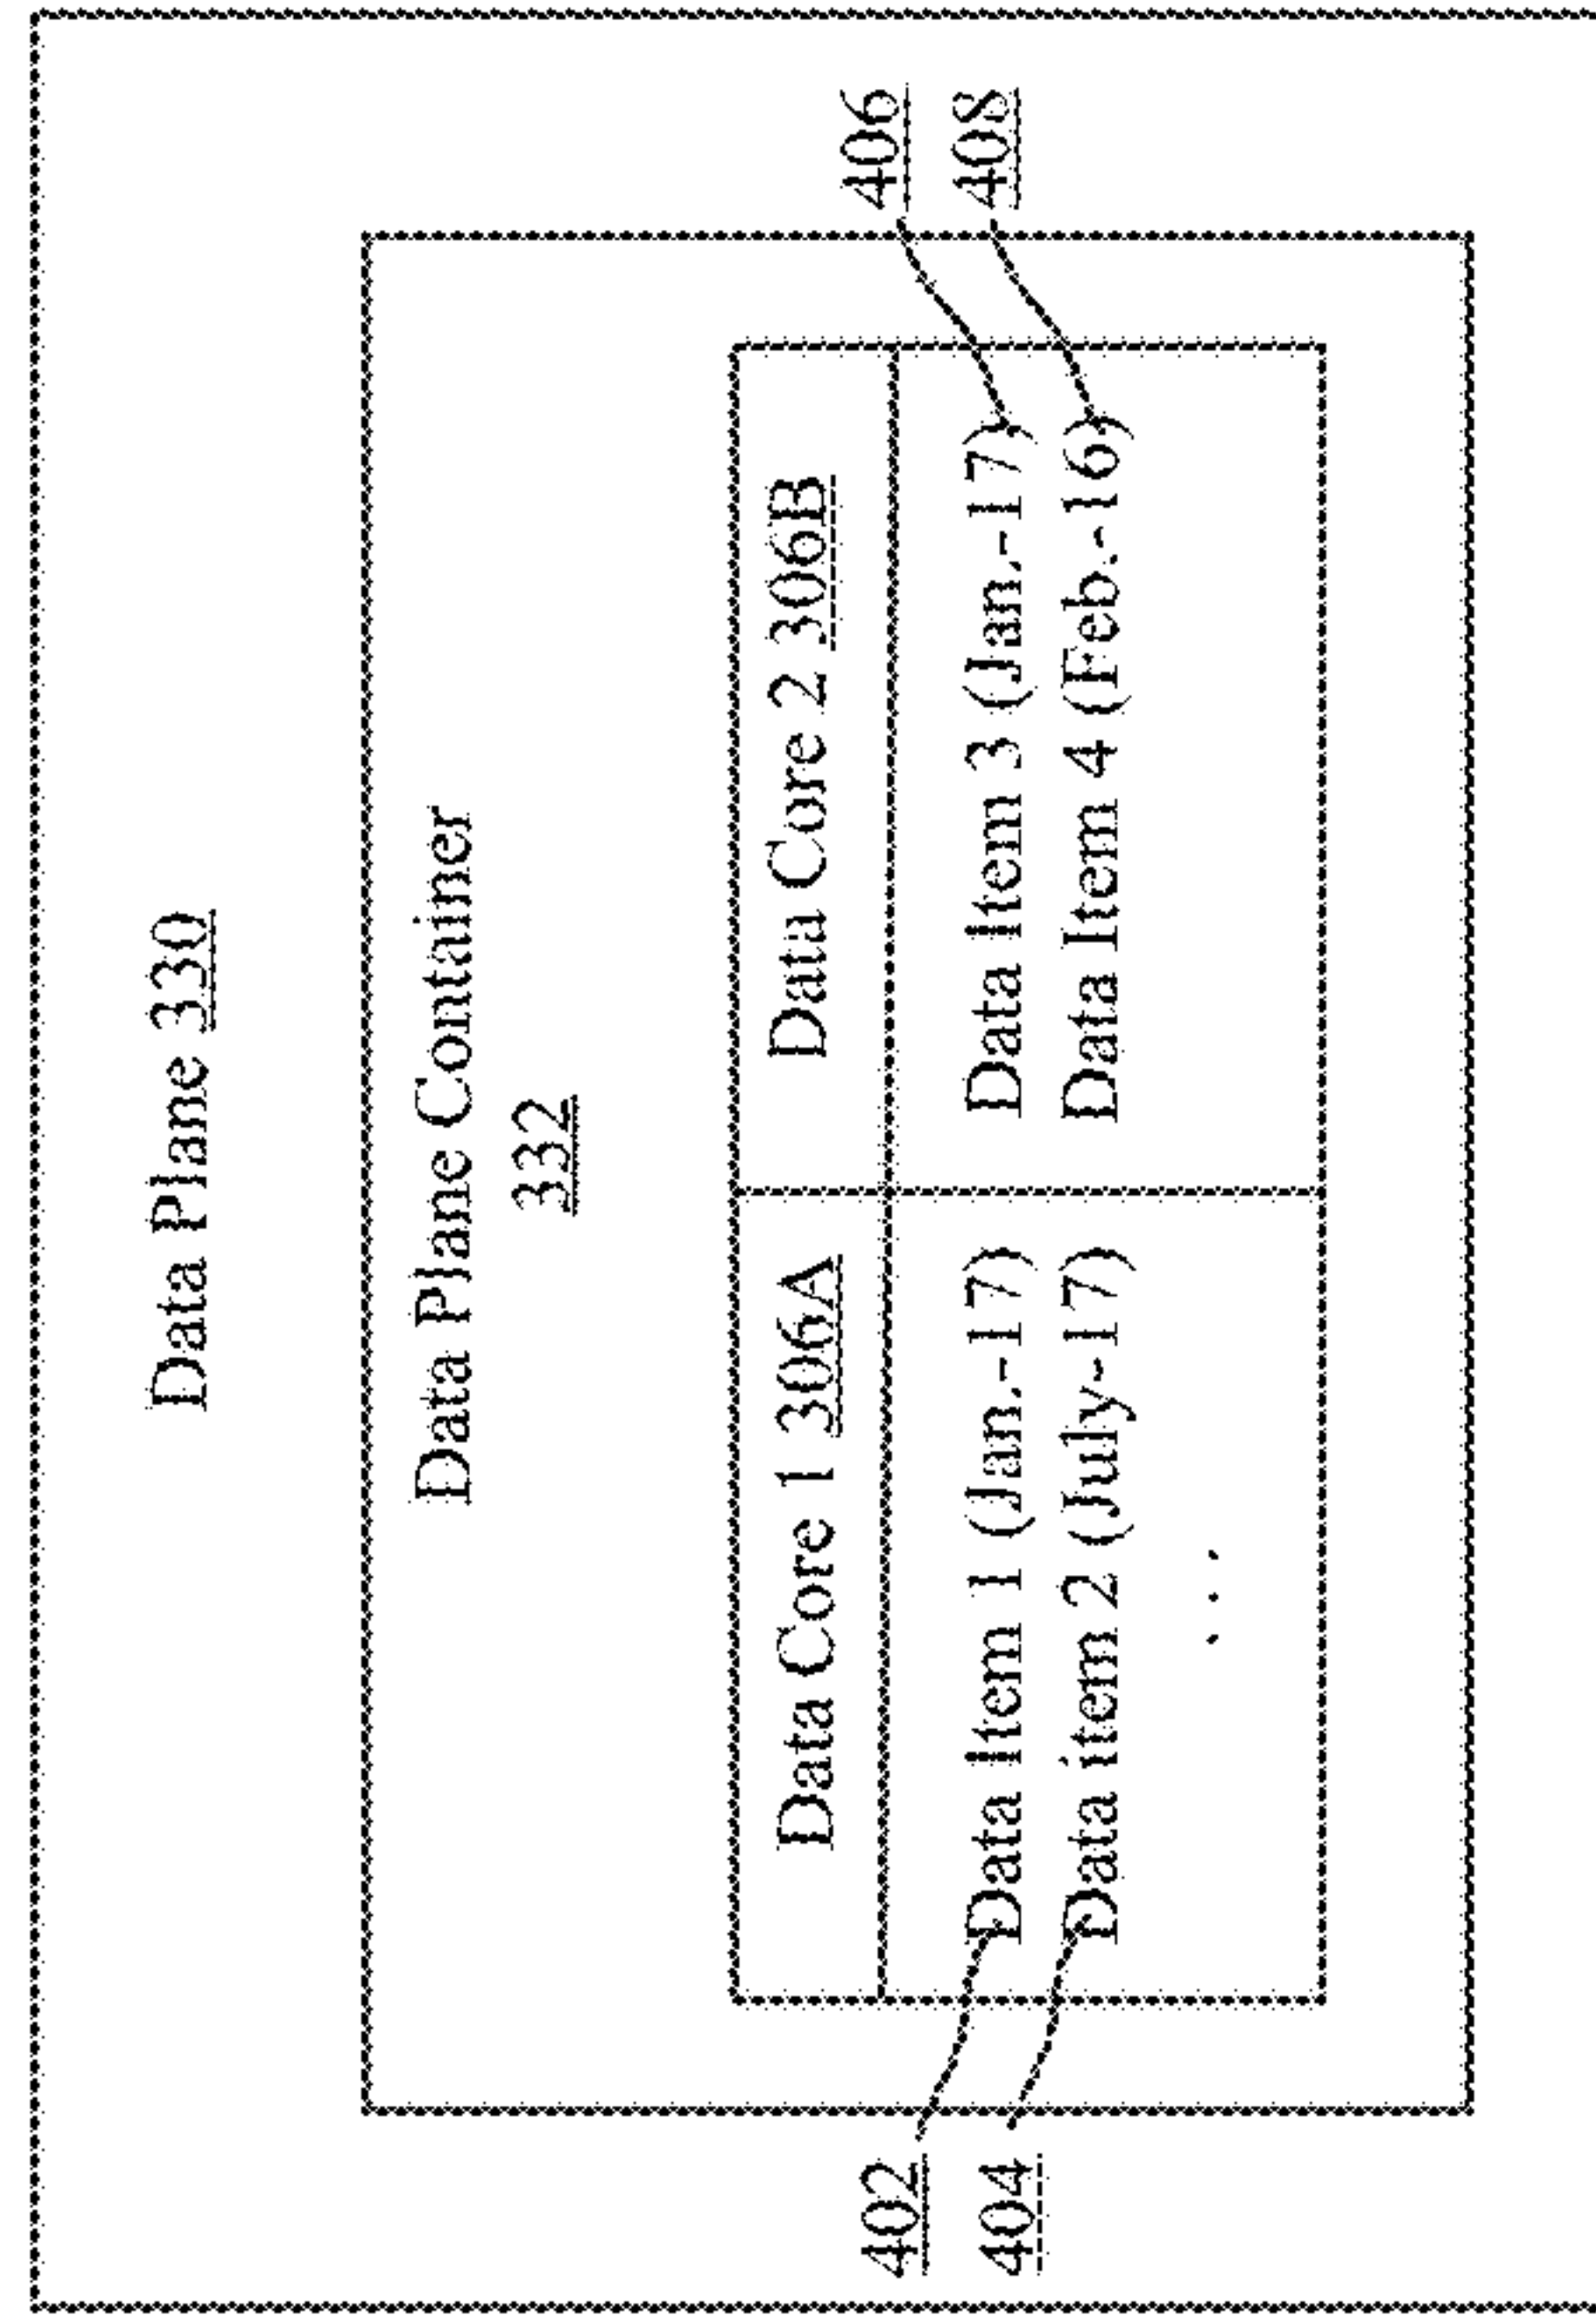 Data Plane 330
Data Plane Container
332
Data Core 1 306A
Data Core 2 306B
402
Data Item 1 (Jan.-17)
Data Item 3 (Jan.-17)
406
404
Data item 2 (July-17)
Data Item 4 (Feb.-16)
408
. . .